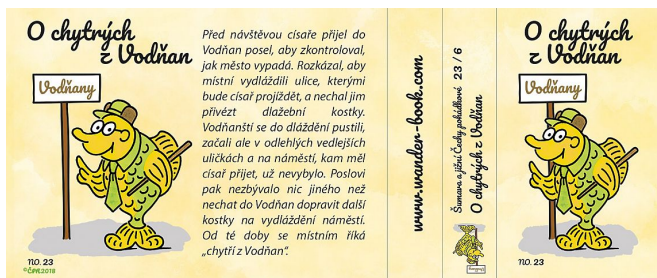 O chytrých
z Vodňan
Vodňany
NO. 23
©ČPR 2018
Před návštěvou císaře přijel do
Vodňan posel, aby zkontroloval,
jak město vypadá. Rozkázal, aby
místní vydláždili ulice, kterými
bude císař projíždět, a nechal jim
přivézt dlažební kostky.
Vodňanští se do dláždění pustili,
začali ale v odlehlých vedlejších
uličkách a na náměstí, kam měl
císař přijet, už nevybylo. Poslovi
pak nezbývalo nic jiného než
nechat do Vodňan dopravit další
kostky na vydláždění náměstí.
Od té doby se místním říká
„chytří z Vodňan“.
www.wander-book.com
Šumava a jižní Čechy pohádkové 23 / 6
O chytrých z Vodňan
Vodňany
O chytrých
z Vodňan
Vodňany
NO. 23